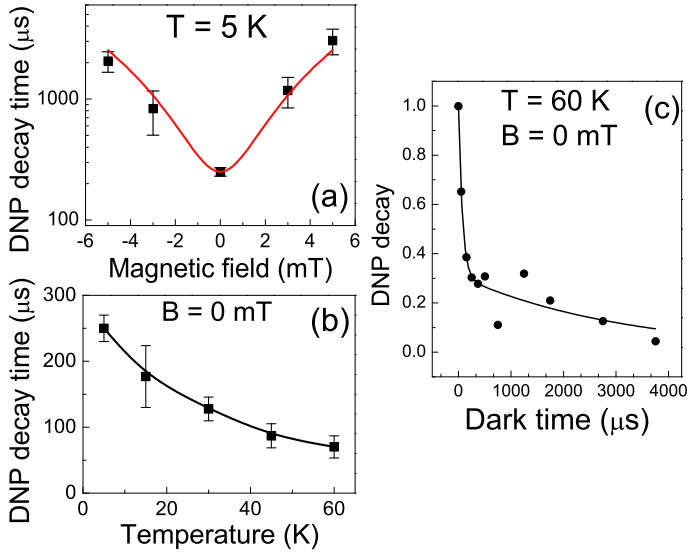 DNP decay time (μs)
T = 5 K
1000
100
(a)
-6 -4 -2 0 2 4 6
Magnetic field (mT)
DNP decay time (μs)
B = 0 mT
(b)
300
200
100
0
0 20 40 60
Temperature (K)
DNP decay
T = 60 K
B = 0 mT
(c)
1.0
0.8
0.6
0.4
0.2
0.0
0 1000 2000 3000 4000
Dark time (μs)